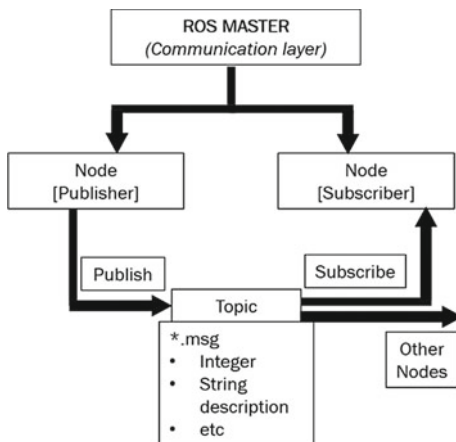 ROS MASTER
(Communication layer)
Node
[Publisher]
Node
[Subscriber]
Publish
Subscribe
Topic
*.msg
• Integer
• String
description
• etc
Other
Nodes